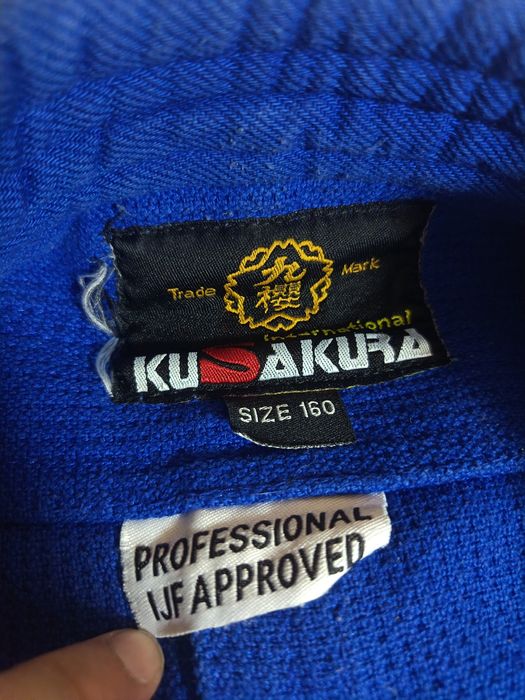 九櫻
Trade Mark
International
KUSAKURA
SIZE 160
PROFESSIONAL
IJF APPROVED